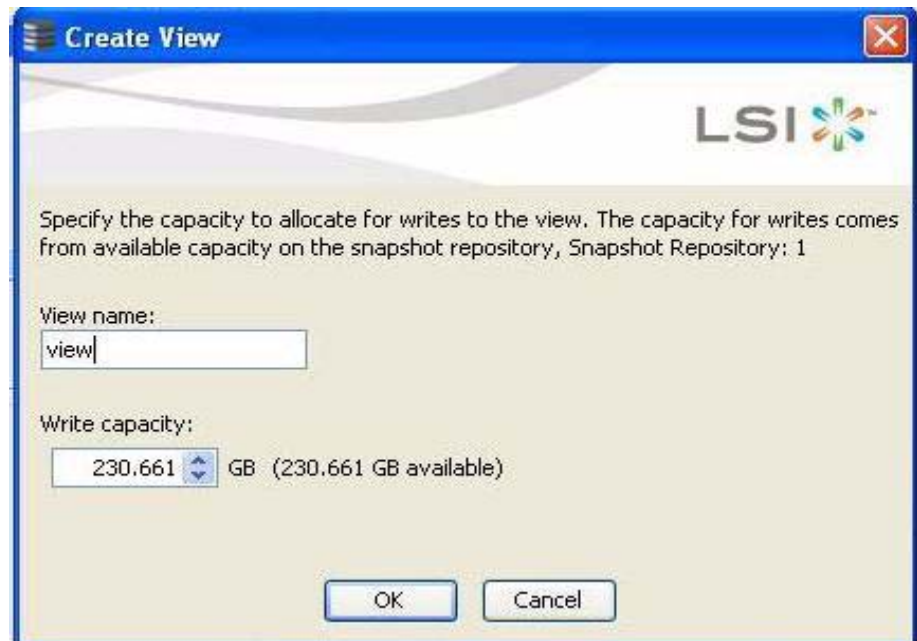 Create View
LSI
Specify the capacity to allocate for writes to the view. The capacity for writes comes
from available capacity on the snapshot repository, Snapshot Repository: 1
View name:
view
Write capacity:
230.661 GB (230.661 GB available)
OK Cancel